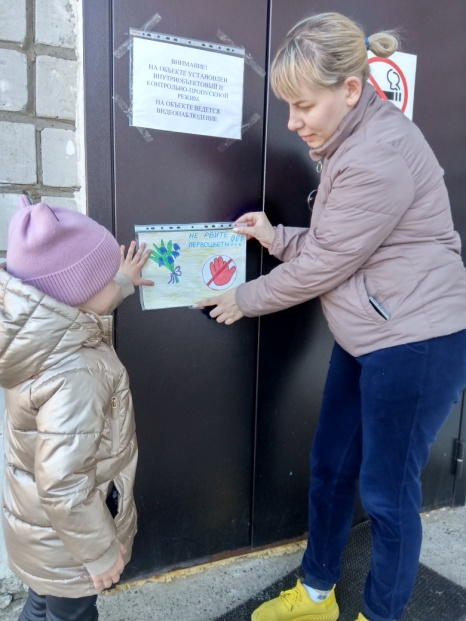 ВНИМАНИЕ!
НА ОБЪЕКТЕ УСТАНОВЛЕН
ВНУТРИОБЪЕКТОВЫЙ И
КОНТРОЛЬНО-ПРОПУСКНОЙ
РЕЖИМ.
НА ОБЪЕКТЕ ВЕДЕТСЯ
ВИДЕОНАБЛЮДЕНИЕ.
НЕ РВИТЕ
ПЕРВОЦВЕТЫ